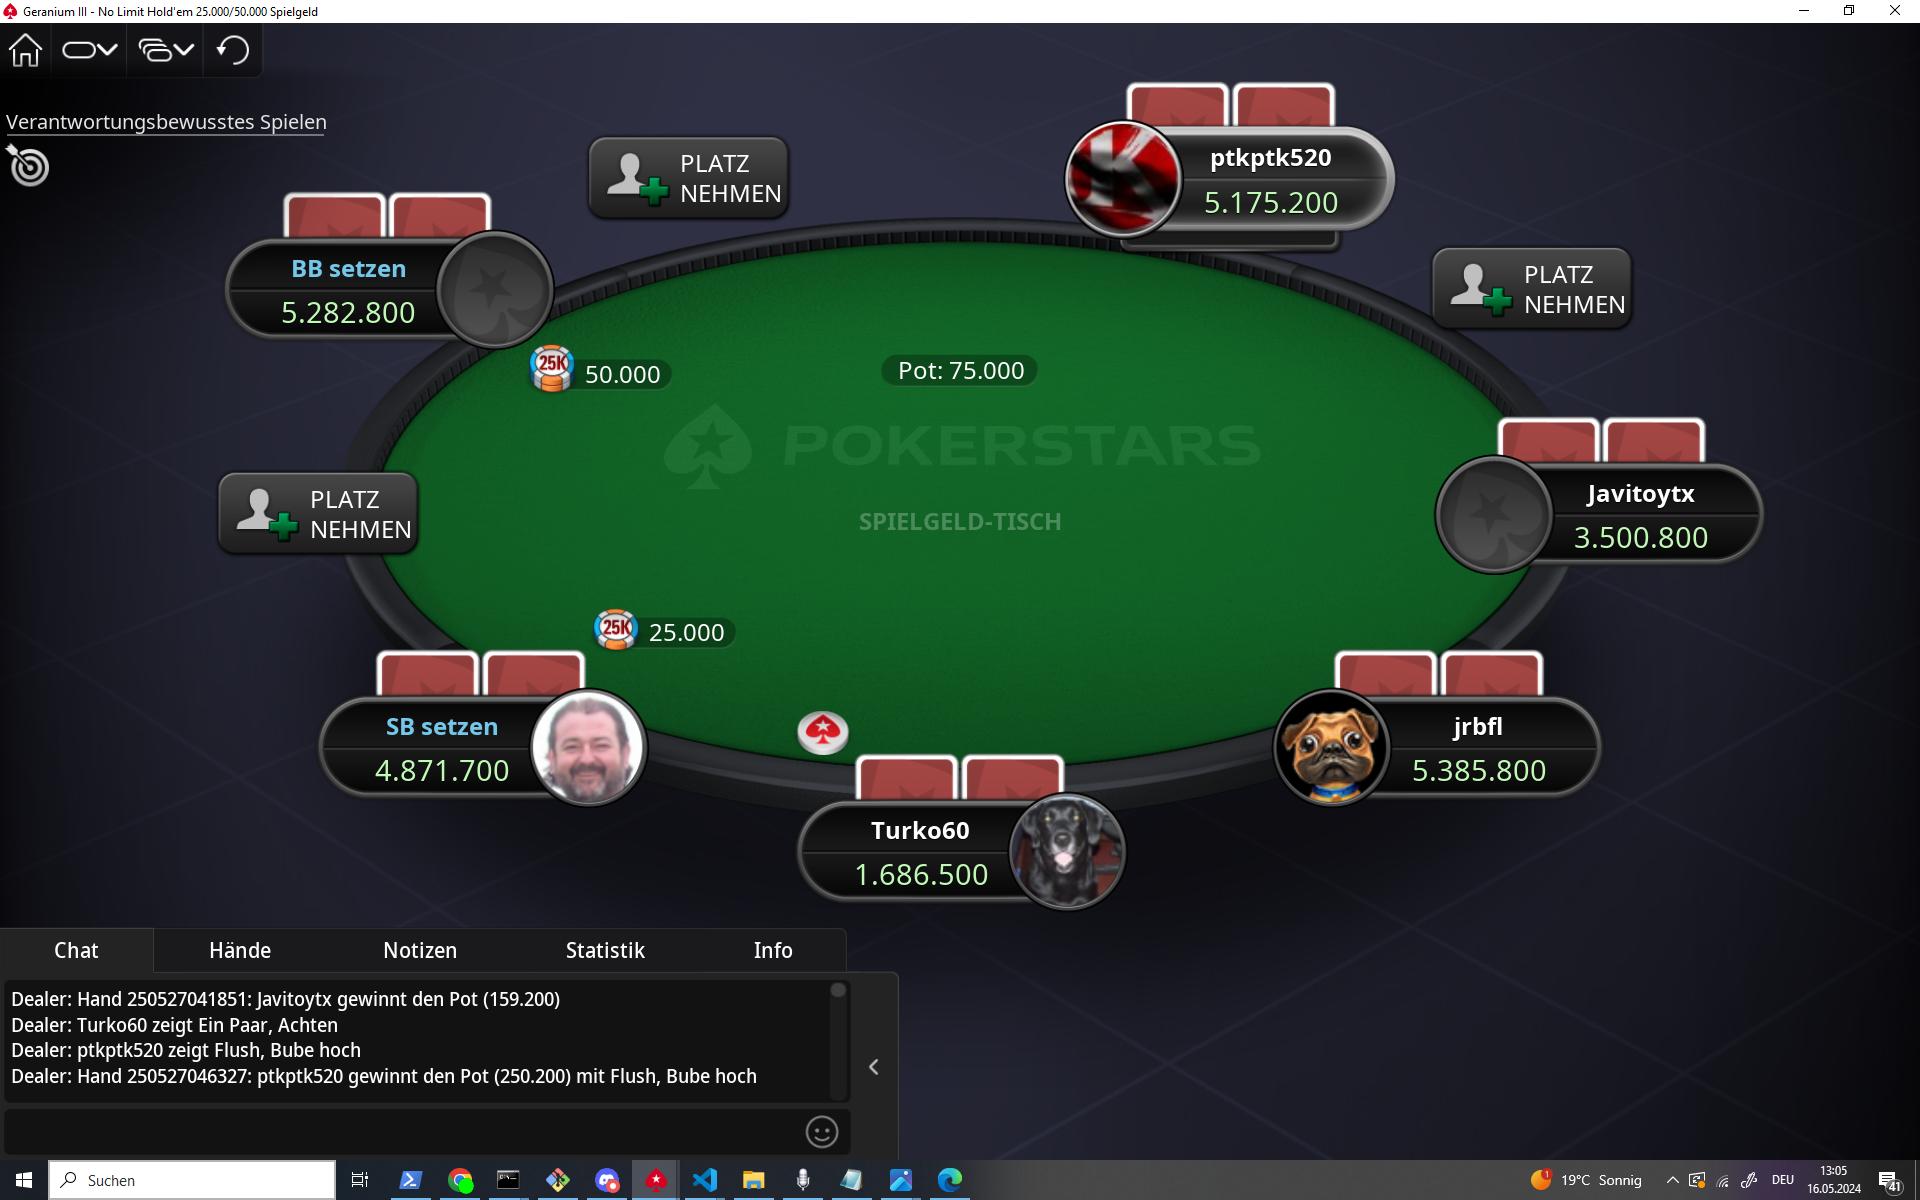 Geranium III - No Limit Hold'em 25.000/50.000 Spielgeld
Verantwortungsbewusstes Spielen
PLATZ
NEHMEN
ptkptk520
5.175.200
BB setzen
5.282.800
PLATZ
NEHMEN
25K
50.000
Pot: 75.000
POKERSTARS
SPIELGELD-TISCH
Javitoytx
3.500.800
PLATZ
NEHMEN
25K
25.000
SB setzen
4.871.700
jrbfl
5.385.800
Turko60
1.686.500
Chat
Hände
Notizen
Statistik
Info
Dealer: Hand 250527041851: Javitoytx gewinnt den Pot (159.200)
Dealer: Turko60 zeigt Ein Paar, Achten
Dealer: ptkptk520 zeigt Flush, Bube hoch
Dealer: Hand 250527046327: ptkptk520 gewinnt den Pot (250.200) mit Flush, Bube hoch
Suchen
1
19°C Sonnig
DEU
13:05
16.05.2024
41